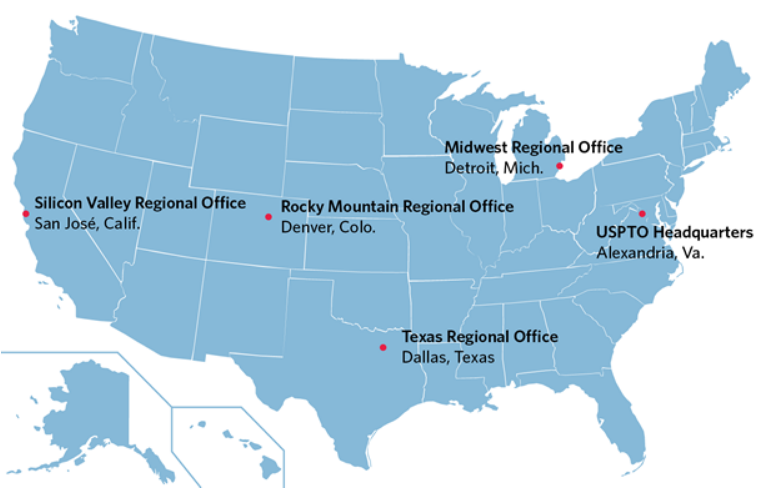 Midwest Regional Office
Detroit, Mich.
Silicon Valley Regional Office
San José, Calif.
Rocky Mountain Regional Office
Denver, Colo.
USPTO Headquarters
Alexandria, Va.
Texas Regional Office
Dallas, Texas